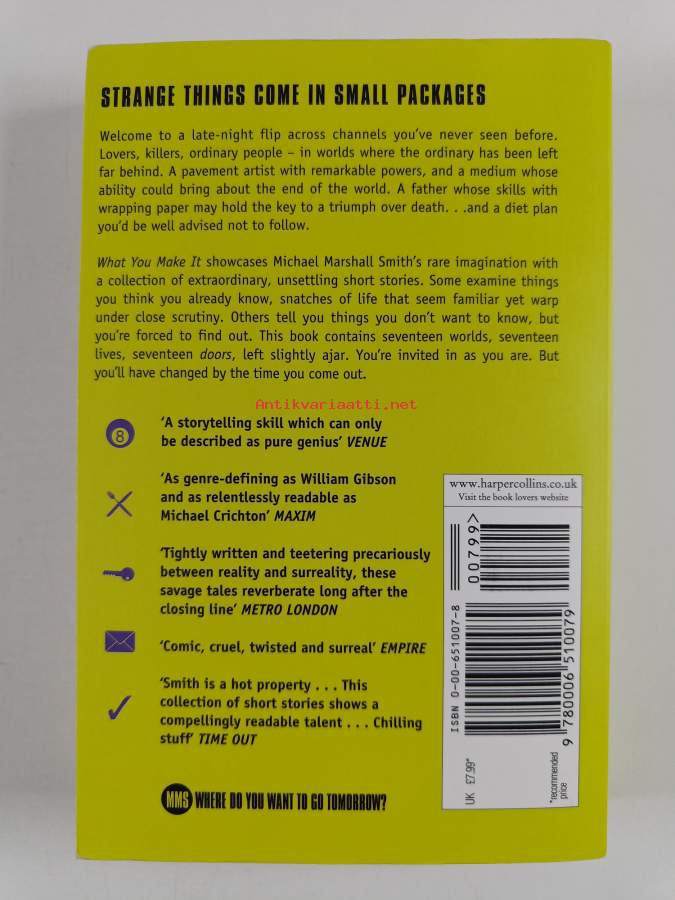 STRANGE THINGS COME IN SMALL PACKAGES
Welcome to a late-night flip across channels you've never seen before.
Lovers, killers, ordinary people – in worlds where the ordinary has been left
far behind. A pavement artist with remarkable powers, and a medium whose
ability could bring about the end of the world. A father whose skills with
wrapping paper may hold the key to a triumph over death. . .and a diet plan
you'd be well advised not to follow.
What You Make It showcases Michael Marshall Smith's rare imagination with
a collection of extraordinary, unsettling short stories. Some examine things
you think you already know, snatches of life that seem familiar yet warp
under close scrutiny. Others tell you things you don't want to know, but
you're forced to find out. This book contains seventeen worlds, seventeen
lives, seventeen doors, left slightly ajar. You're invited in as you are. But
you'll have changed by the time you come out.
Antikvariaatti.net
8
'A storytelling skill which can only
be described as pure genius' VENUE
'As genre-defining as William Gibson
and as relentlessly readable as
Michael Crichton' MAXIM
'Tightly written and teetering precariously
between reality and surreality, these
savage tales reverberate long after the
closing line' METRO LONDON
'Comic, cruel, twisted and surreal' EMPIRE
'Smith is a hot property . . . This
collection of short stories shows a
compellingly readable talent . . . Chilling
stuff' TIME OUT
MMS WHERE DO YOU WANT TO GO TOMORROW?
www.harpercollins.co.uk
Visit the book lovers website
00799>
ISBN 0-00-651007-8
9 780006 510079
UK £7.99*
*recommended
price